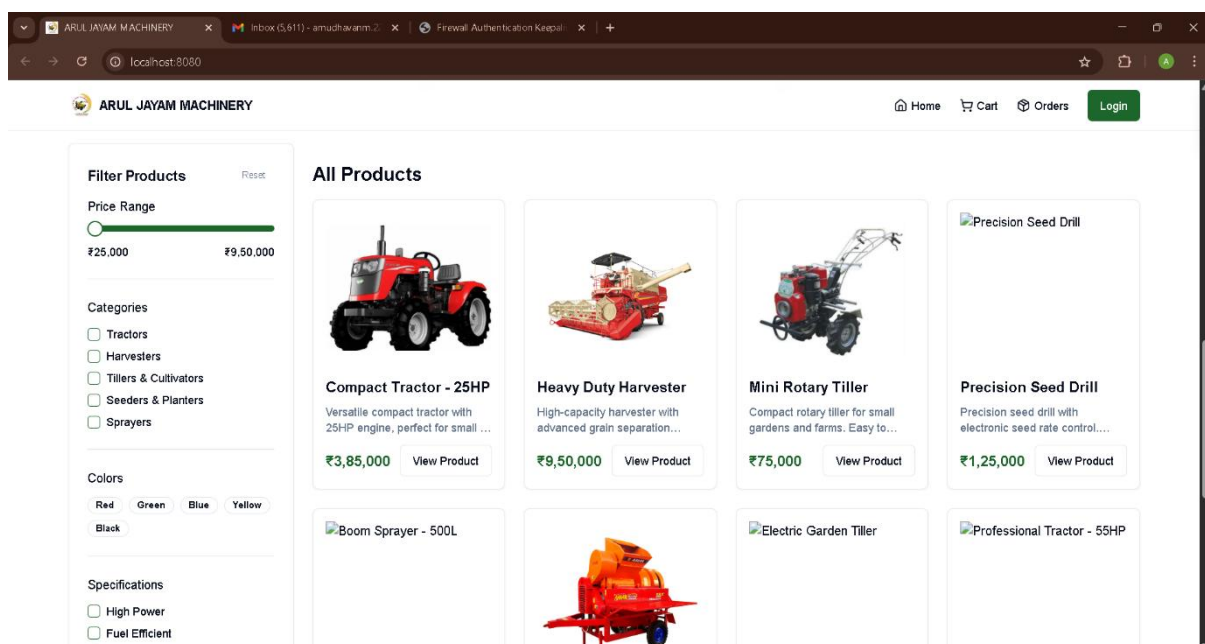 ARUL JAYAM MACHINERY
Inbox (5,611) - amudhavanm.2
Firewall Authentication Keepali
localhost:8080
A
ARUL JAYAM MACHINERY
Home
Cart
Orders
Login
Filter Products
Reset
Price Range
₹25,000
₹9,50,000
Categories
Tractors
Harvesters
Tillers & Cultivators
Seeders & Planters
Sprayers
Colors
Red Green Blue Yellow
Black
Specifications
High Power
Fuel Efficient
All Products
Compact Tractor - 25HP
Versatile compact tractor with
25HP engine, perfect for small ...
₹3,85,000 View Product
Heavy Duty Harvester
High-capacity harvester with
advanced grain separation...
₹9,50,000 View Product
Mini Rotary Tiller
Compact rotary tiller for small
gardens and farms. Easy to...
₹75,000 View Product
Precision Seed Drill
Precision Seed Drill
Precision seed drill with
electronic seed rate control....
₹1,25,000 View Product
Boom Sprayer - 500L
Electric Garden Tiller
Professional Tractor - 55HP